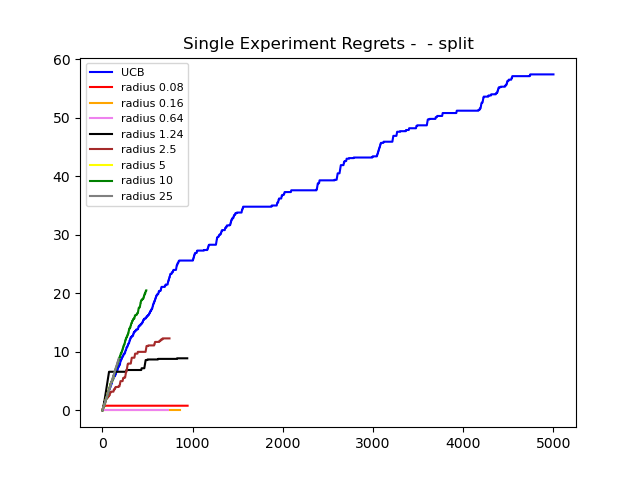 Single Experiment Regrets -  - split
UCB
radius 0.08
radius 0.16
radius 0.64
radius 1.24
radius 2.5
radius 5
radius 10
radius 25
60
50
40
30
20
10
0
0 1000 2000 3000 4000 5000